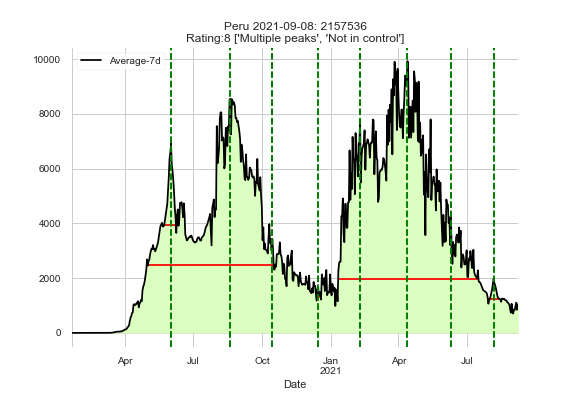 Peru 2021-09-08: 2157536
Rating:8 ['Multiple peaks', 'Not in control']
Average-7d
10000
8000
6000
4000
2000
0
Apr Jul Oct Jan Apr Jul
2021
Date